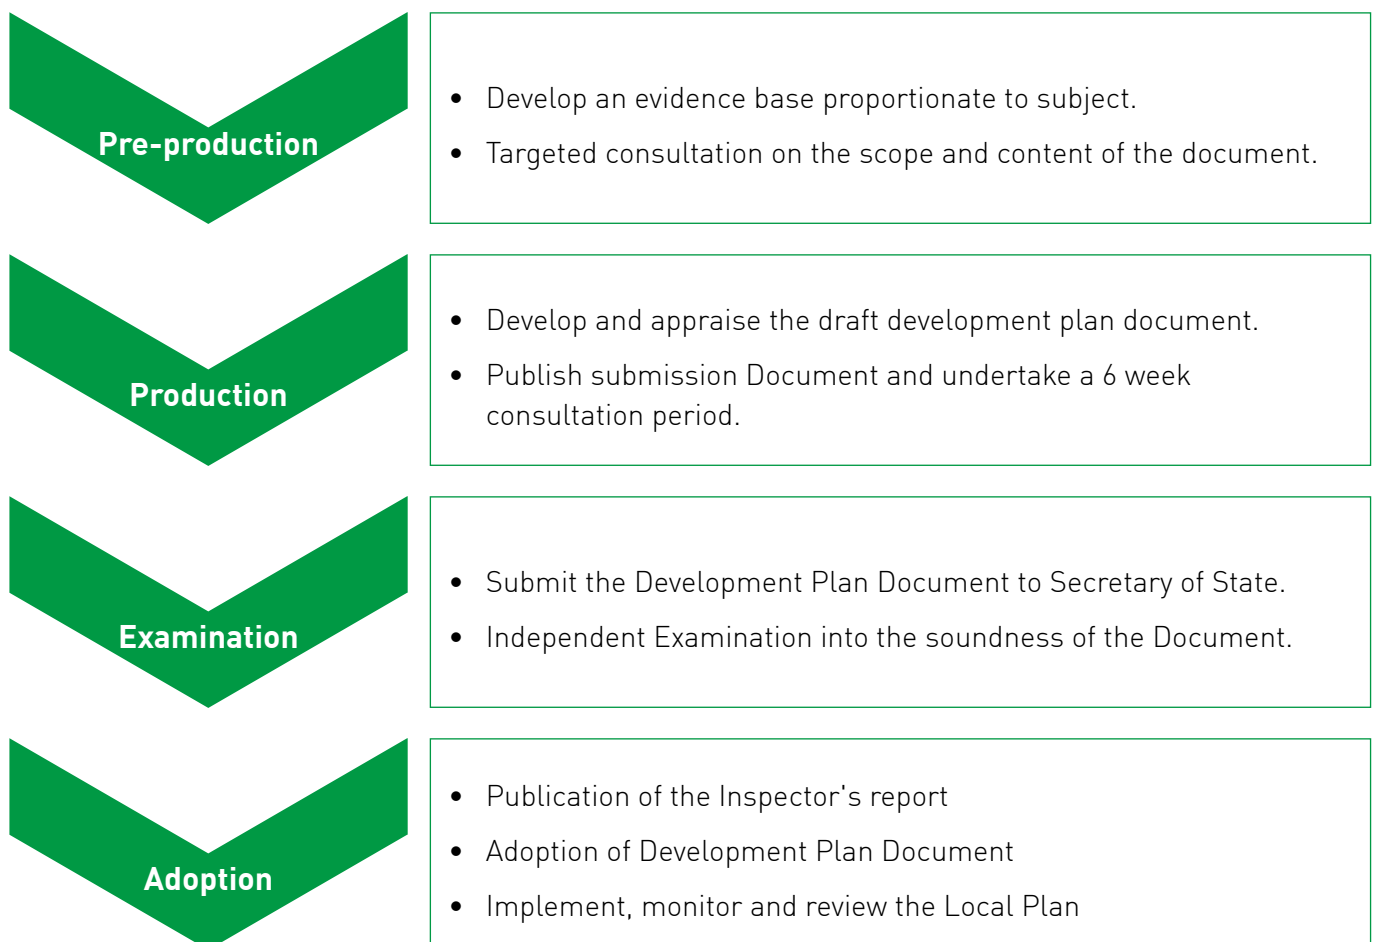 Pre-production
• Develop an evidence base proportionate to subject.
• Targeted consultation on the scope and content of the document.
Production
• Develop and appraise the draft development plan document.
• Publish submission Document and undertake a 6 week
consultation period.
Examination
• Submit the Development Plan Document to Secretary of State.
• Independent Examination into the soundness of the Document.
Adoption
• Publication of the Inspector's report
• Adoption of Development Plan Document
• Implement, monitor and review the Local Plan